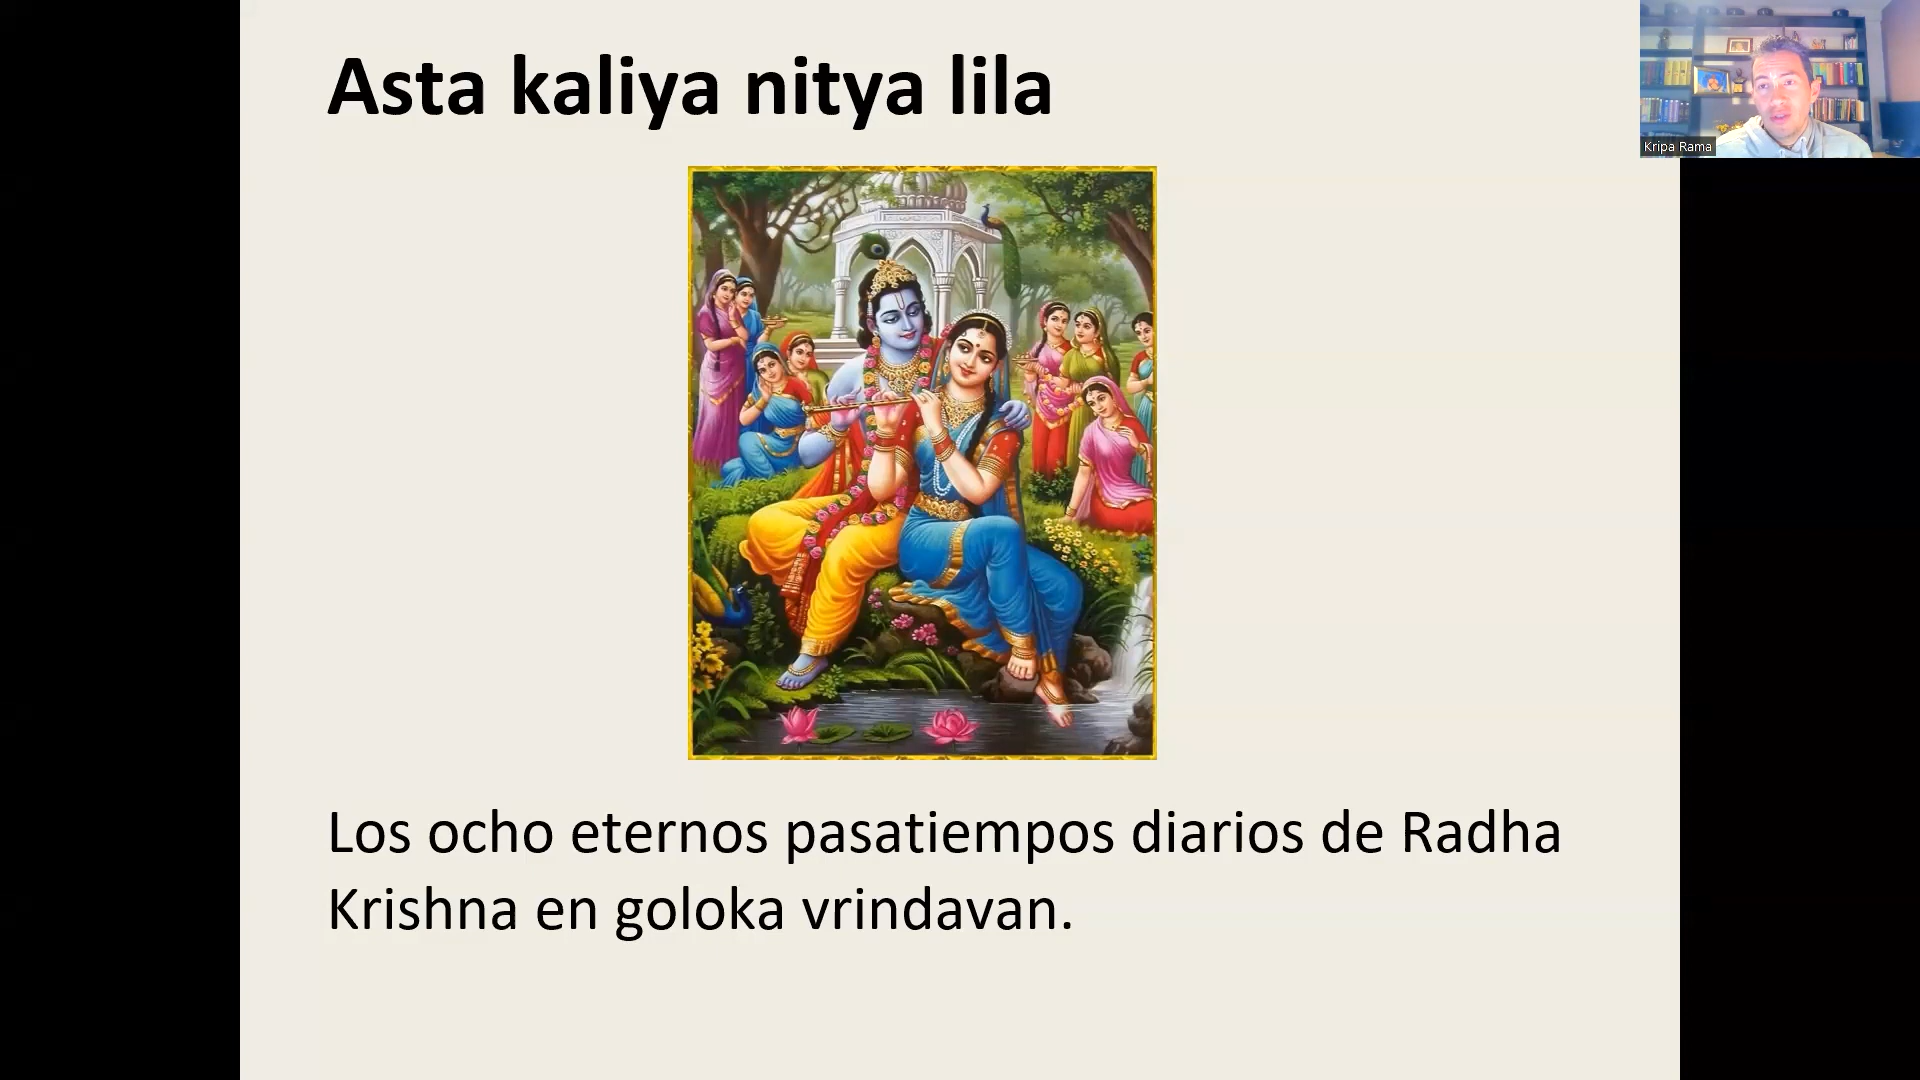 Asta kaliya nitya lila
Kripa Rama
Los ocho eternos pasatiempos diarios de Radha
Krishna en goloka vrindavan.